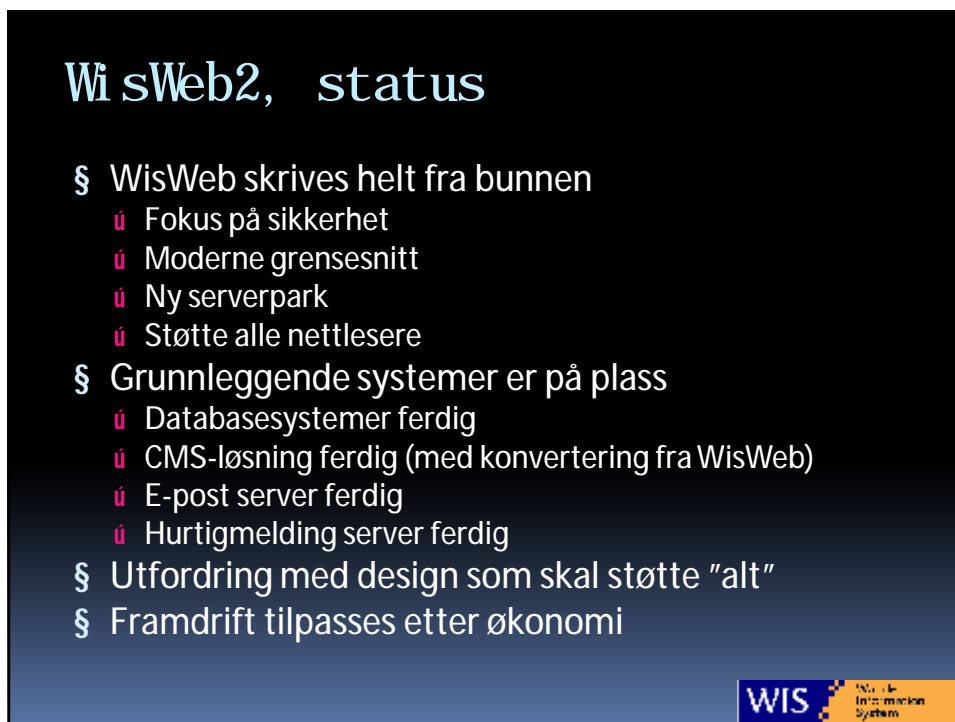 WisWeb2, status
§ WisWeb skrives helt fra bunnen
ú Fokus på sikkerhet
ú Moderne grensesnitt
ú Ny serverpark
ú Støtte alle nettlesere
§ Grunnleggende systemer er på plass
ú Databasesystemer ferdig
ú CMS-løsning ferdig (med konvertering fra WisWeb)
ú E-post server ferdig
ú Hurtigmelding server ferdig
§ Utfordring med design som skal støtte "alt"
§ Framdrift tilpasses etter økonomi
WIS
Information
System